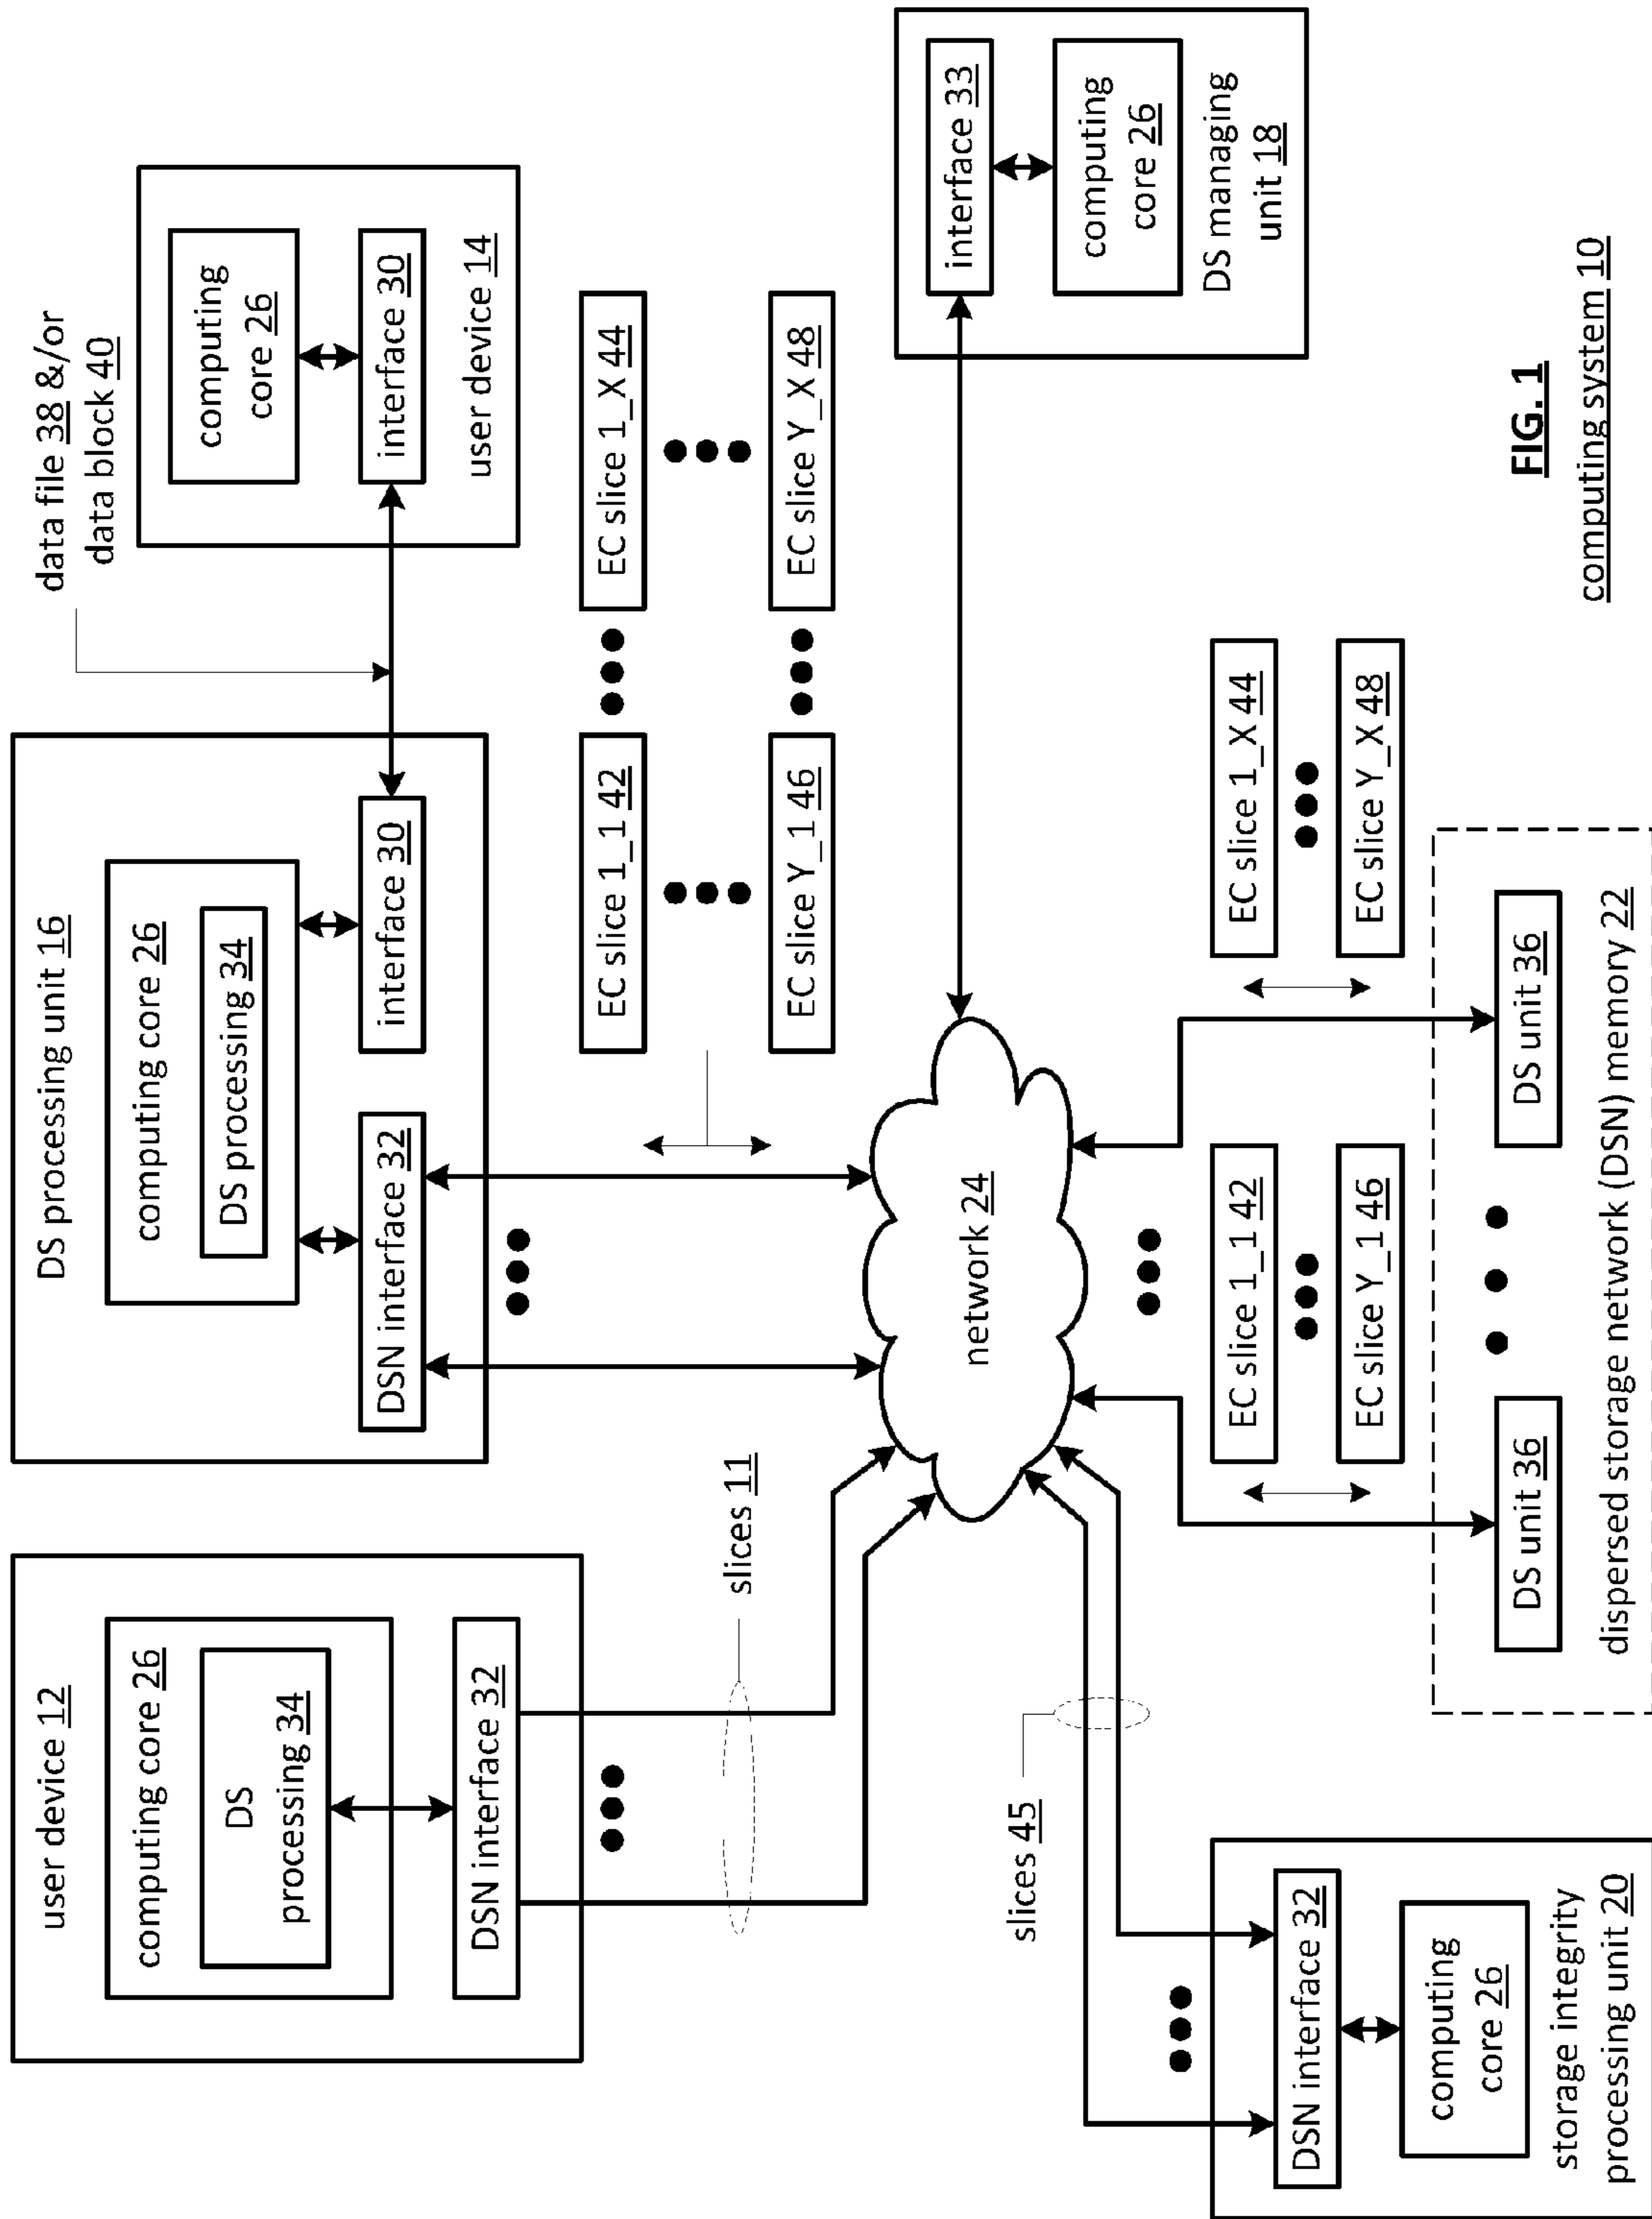 user device 12
computing core 26
DS
processing 34
DSN interface 32
slices 11
DS processing unit 16
computing core 26
DS processing 34
DSN interface 32
interface 30
data file 38 &/or
data block 40
computing
core 26
interface 30
user device 14
EC slice 1_1 42
EC slice 1_X 44
EC slice Y_1 46
EC slice Y_X 48
network 24
interface 33
computing
core 26
DS managing
unit 18
slices 45
DSN interface 32
computing
core 26
storage integrity
processing unit 20
EC slice 1_1 42
EC slice Y_1 46
EC slice 1_X 44
EC slice Y_X 48
DS unit 36
DS unit 36
dispersed storage network (DSN) memory 22
FIG. 1
computing system 10